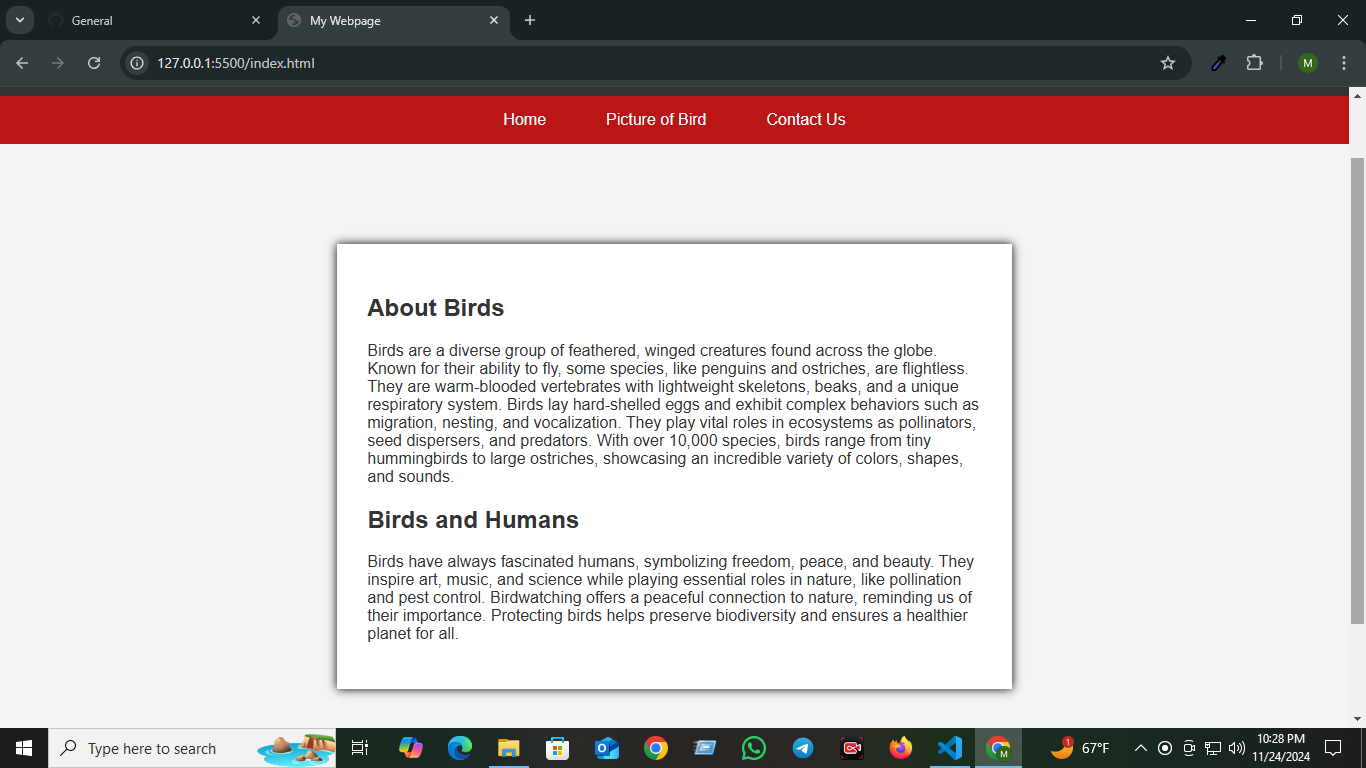 General
My Webpage
127.0.0.1:5500/index.html
M
Home Picture of Bird Contact Us
About Birds
Birds are a diverse group of feathered, winged creatures found across the globe.
Known for their ability to fly, some species, like penguins and ostriches, are flightless.
They are warm-blooded vertebrates with lightweight skeletons, beaks, and a unique
respiratory system. Birds lay hard-shelled eggs and exhibit complex behaviors such as
migration, nesting, and vocalization. They play vital roles in ecosystems as pollinators,
seed dispersers, and predators. With over 10,000 species, birds range from tiny
hummingbirds to large ostriches, showcasing an incredible variety of colors, shapes,
and sounds.
Birds and Humans
Birds have always fascinated humans, symbolizing freedom, peace, and beauty. They
inspire art, music, and science while playing essential roles in nature, like pollination
and pest control. Birdwatching offers a peaceful connection to nature, reminding us of
their importance. Protecting birds helps preserve biodiversity and ensures a healthier
planet for all.
Type here to search
M
1
67°F
10:28 PM
11/24/2024